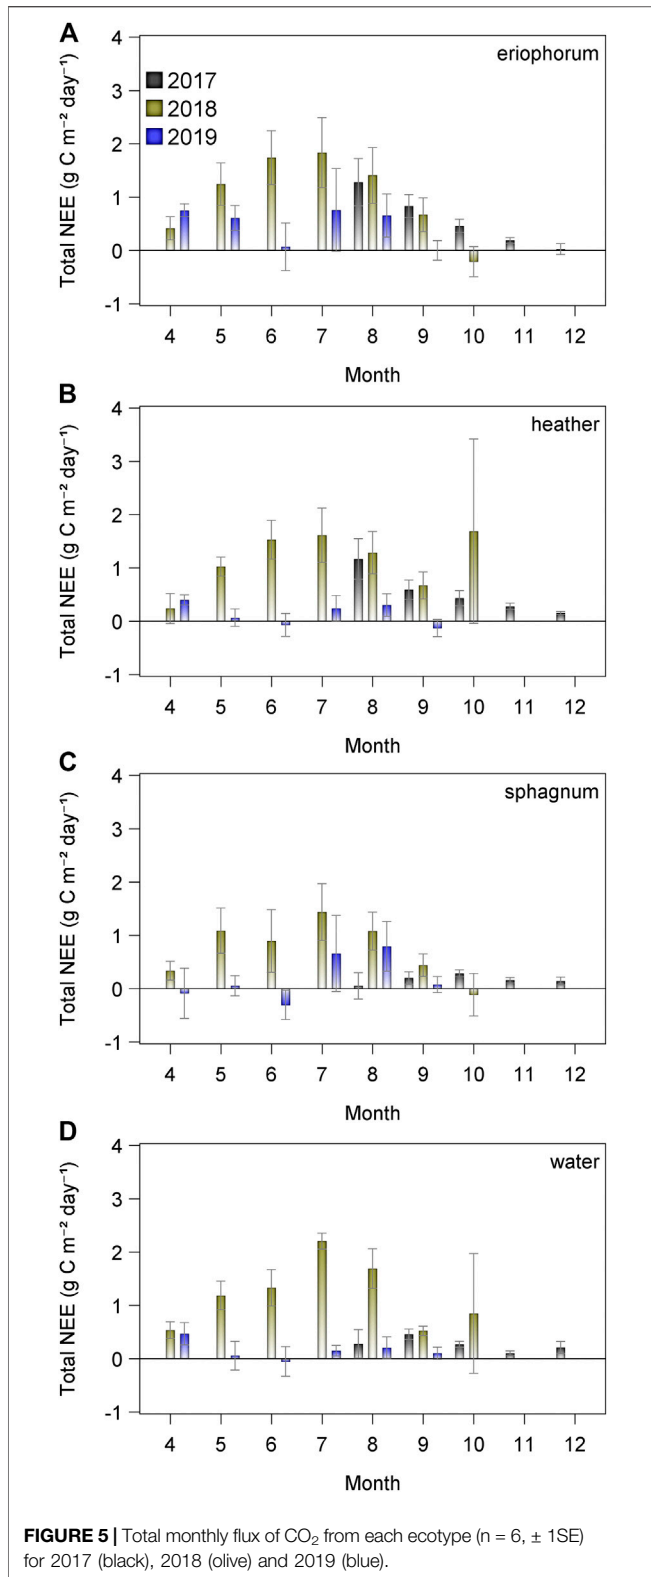 A
eriophorum
2017
2018
2019
Total NEE (g C m⁻² day⁻¹)
4
3
2
1
0
-1
4 5 6 7 8 9 10 11 12
Month
B
heather
Total NEE (g C m⁻² day⁻¹)
4
3
2
1
0
-1
4 5 6 7 8 9 10 11 12
Month
C
sphagnum
Total NEE (g C m⁻² day⁻¹)
4
3
2
1
0
-1
4 5 6 7 8 9 10 11 12
Month
D
water
Total NEE (g C m⁻² day⁻¹)
4
3
2
1
0
-1
4 5 6 7 8 9 10 11 12
Month
FIGURE 5 | Total monthly flux of CO₂ from each ecotype (n = 6, ± 1SE)
for 2017 (black), 2018 (olive) and 2019 (blue).